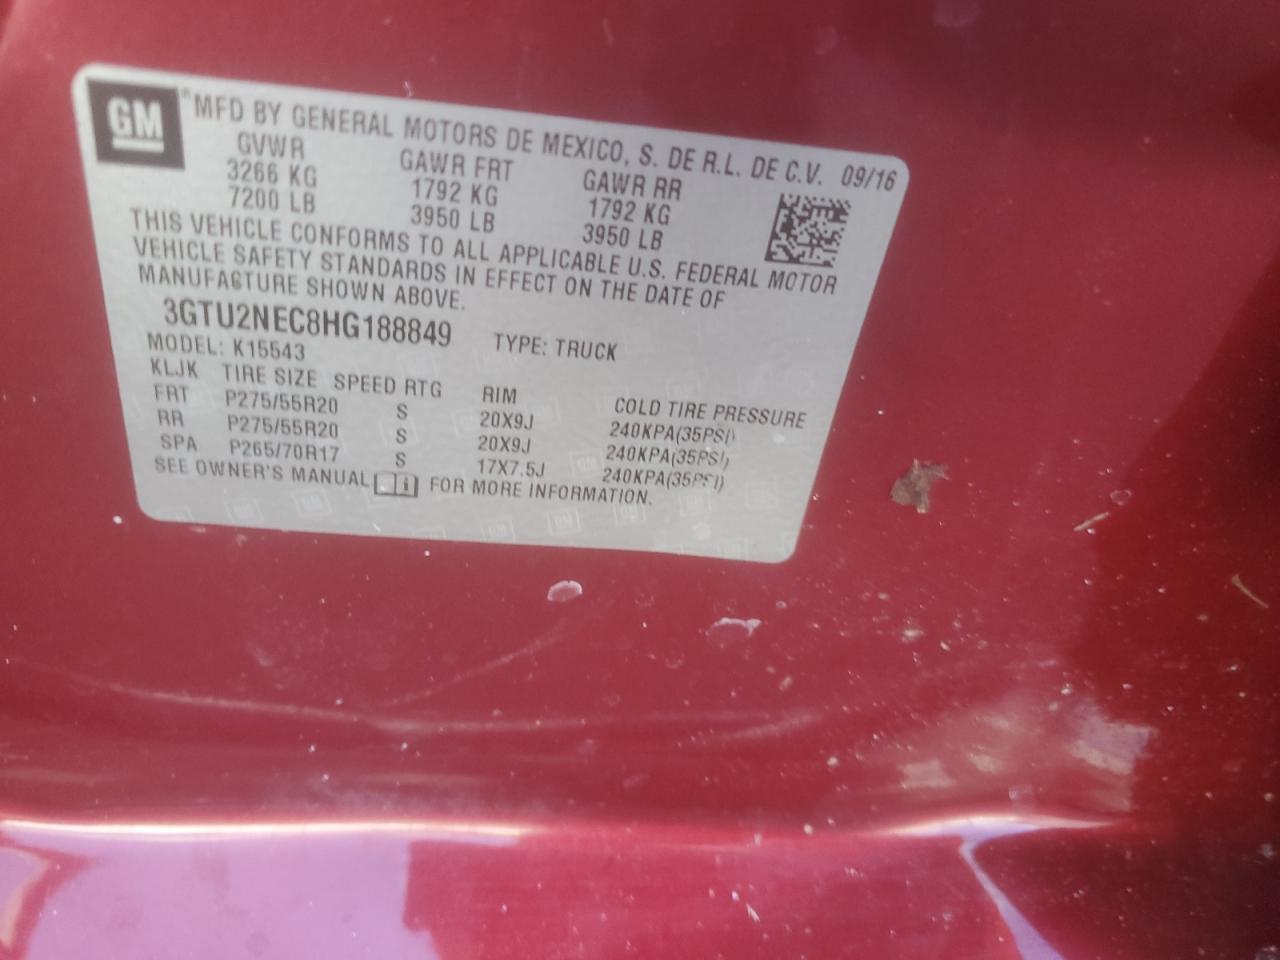 GM
MFD BY GENERAL MOTORS DE MEXICO, S. DE R.L. DE C.V. 09/16
GVWR GAWR FRT GAWR RR
3266 KG 1792 KG 1792 KG
7200 LB 3950 LB 3950 LB
THIS VEHICLE CONFORMS TO ALL APPLICABLE U.S. FEDERAL MOTOR
VEHICLE SAFETY STANDARDS IN EFFECT ON THE DATE OF
MANUFACTURE SHOWN ABOVE.
3GTU2NEC8HG188849 TYPE: TRUCK
MODEL: K15543
KLJK TIRE SIZE SPEED RTG RIM COLD TIRE PRESSURE
FRT P275/55R20 S 20X9J 240KPA(35PSI)
RR P275/55R20 S 20X9J 240KPA(35PSI)
SPA P265/70R17 S 17X7.5J 240KPA(35PSI)
SEE OWNER'S MANUAL FOR MORE INFORMATION.